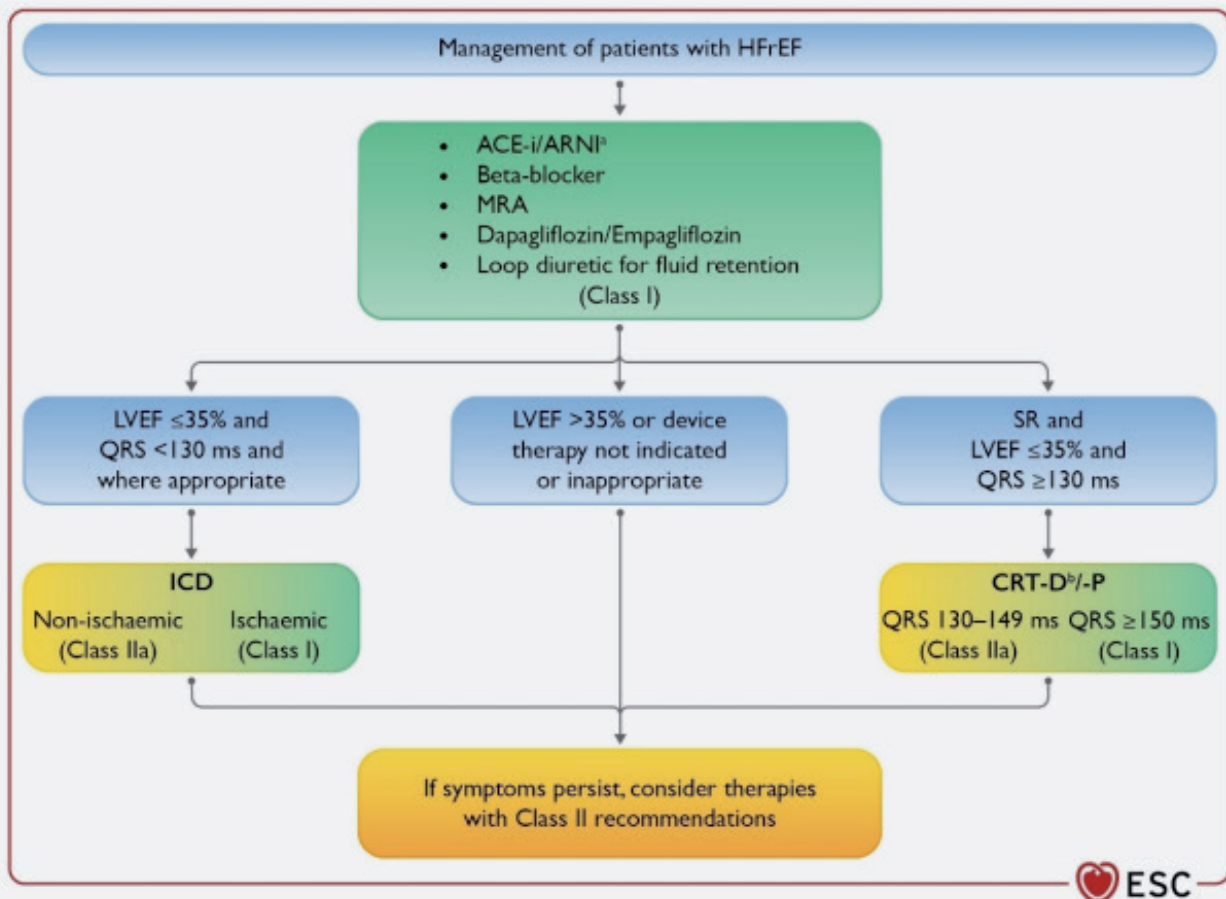 Management of patients with HFrEF
• ACE-i/ARNIᵃ
• Beta-blocker
• MRA
• Dapagliflozin/Empagliflozin
• Loop diuretic for fluid retention
(Class I)
LVEF ≤35% and
QRS <130 ms and
where appropriate
LVEF >35% or device
therapy not indicated
or inappropriate
SR and
LVEF ≤35% and
QRS ≥130 ms
ICD
Non-ischaemic
(Class IIa)
Ischaemic
(Class I)
CRT-Dᵇ/-P
QRS 130–149 ms
(Class IIa)
QRS ≥150 ms
(Class I)
If symptoms persist, consider therapies
with Class II recommendations
ESC